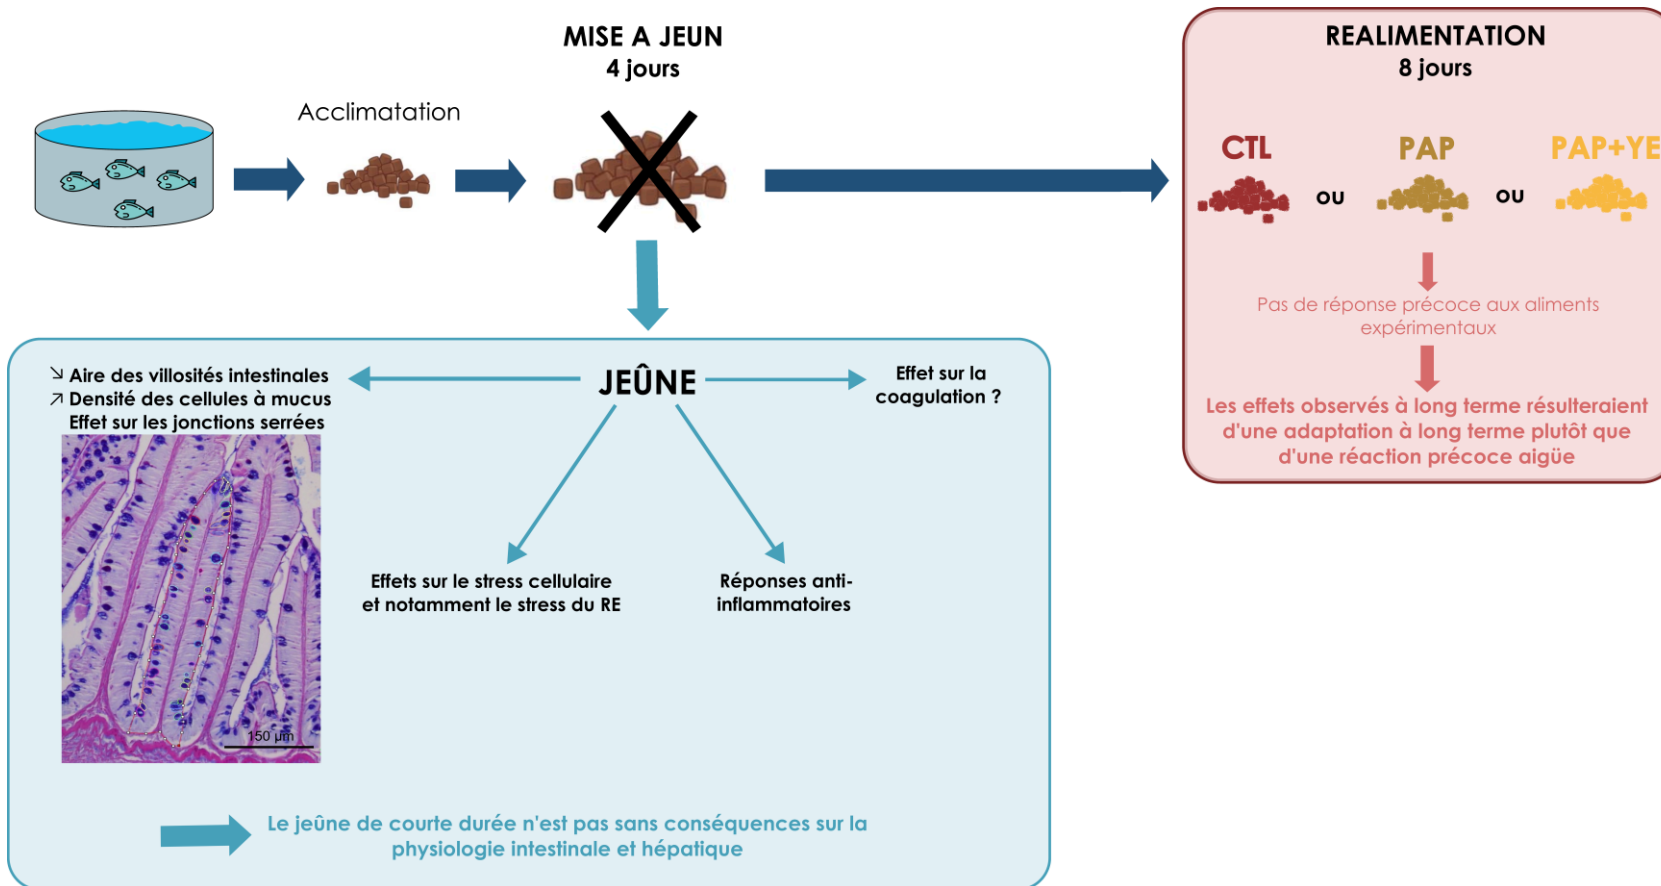 MISE A JEUN
4 jours
Acclimatation
REALIMENTATION
8 jours
CTL
ou
PAP
ou
PAP+YE
Pas de réponse précoce aux aliments
expérimentaux
Les effets observés à long terme résulteraient
d'une adaptation à long terme plutôt que
d'une réaction précoce aigüe
JEÛNE
↘ Aire des villosités intestinales
↗ Densité des cellules à mucus
Effet sur les jonctions serrées
150 µm
Effet sur la
coagulation ?
Effets sur le stress cellulaire
et notamment le stress du RE
Réponses anti-
inflammatoires
Le jeûne de courte durée n'est pas sans conséquences sur la
physiologie intestinale et hépatique